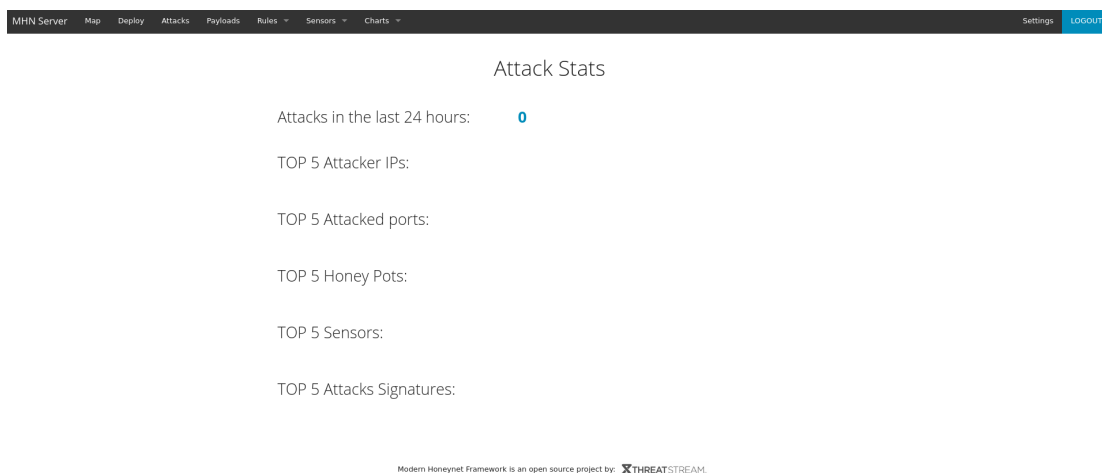 MHN Server Map Deploy Attacks Payloads Rules Sensors Charts Settings LOGOUT
Attack Stats
Attacks in the last 24 hours: 0
TOP 5 Attacker IPs:
TOP 5 Attacked ports:
TOP 5 Honey Pots:
TOP 5 Sensors:
TOP 5 Attacks Signatures:
Modern Honeynet Framework is an open source project by: THREATSTREAM.